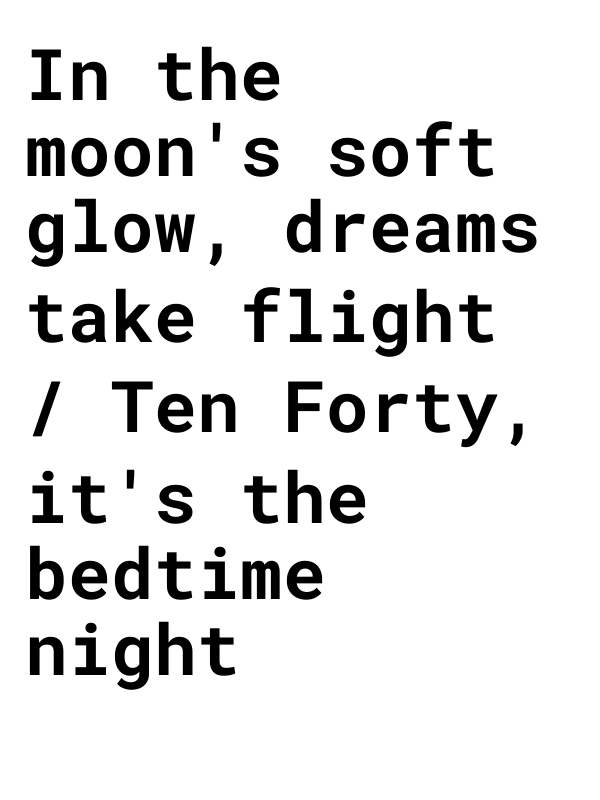 In the
moon's soft
glow, dreams
take flight
/ Ten Forty,
it's the
bedtime
night